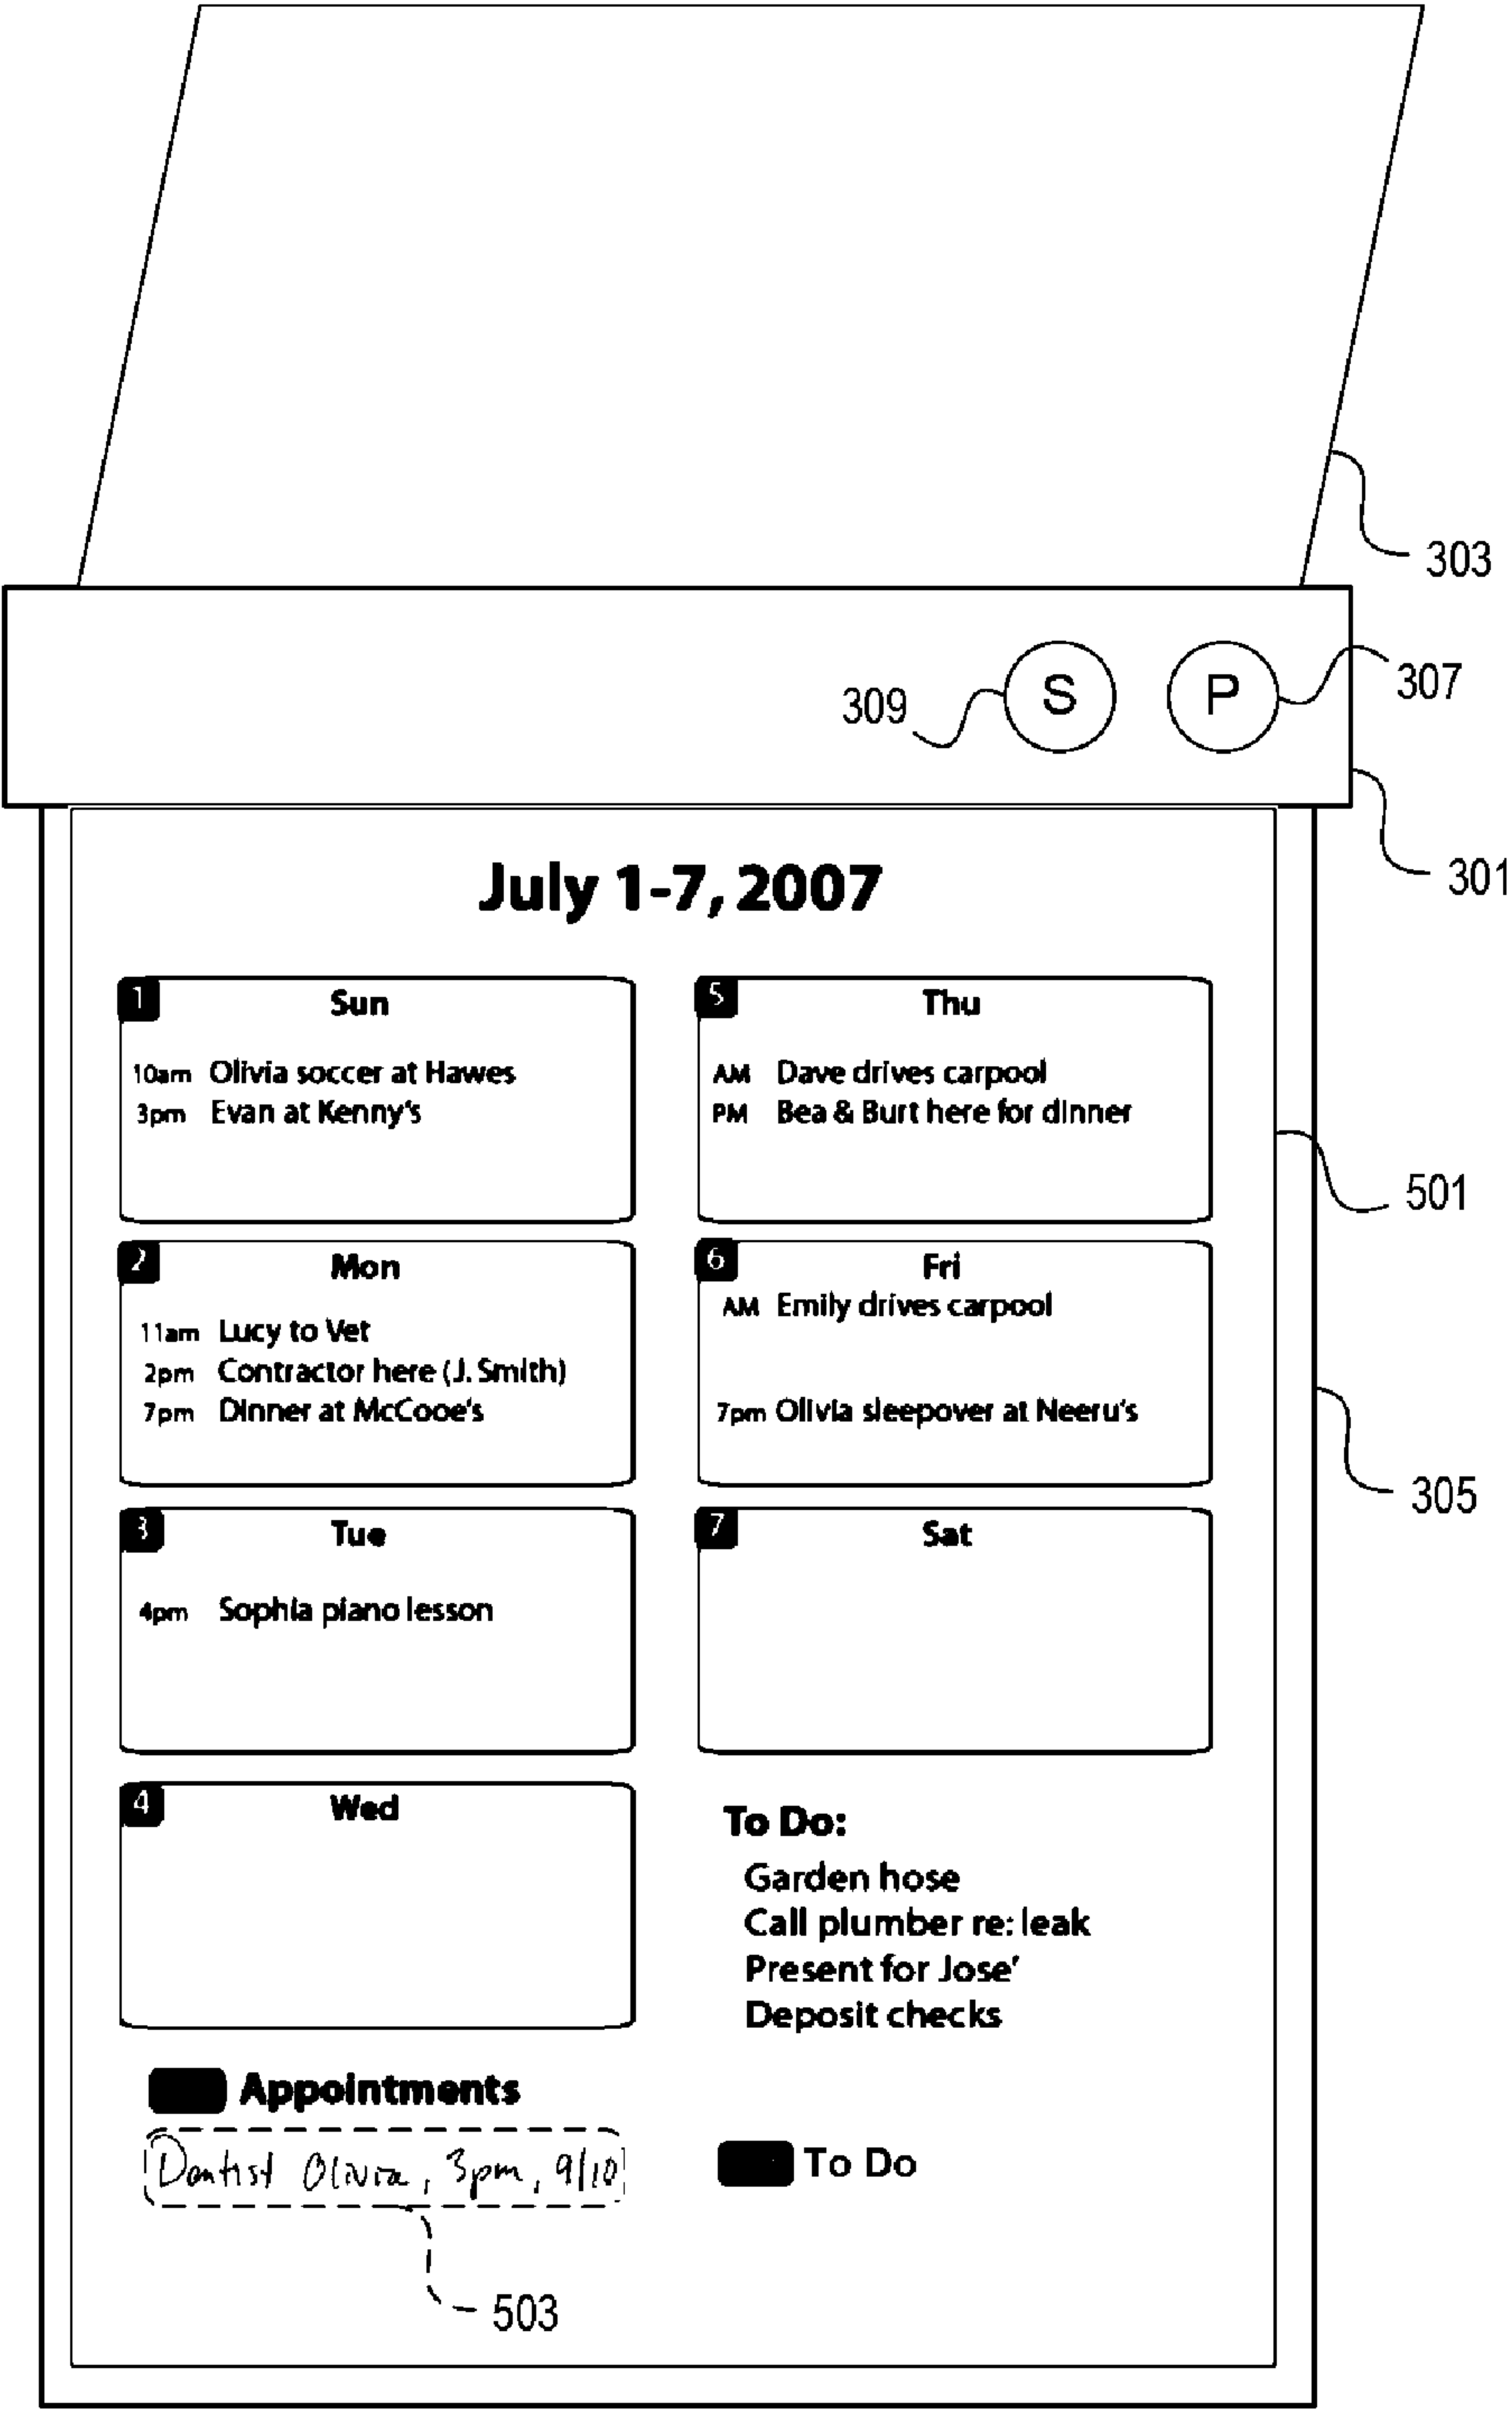 303
S
P
307
309
301
July 1-7, 2007
1 Sun
10am Olivia soccer at Hawes
3pm Evan at Kenny's
2 Mon
11am Lucy to Vet
2pm Contractor here (J. Smith)
7pm Dinner at McCooe's
3 Tue
4pm Sophia piano lesson
4 Wed
5 Thu
AM Dave drives carpool
PM Bea & Burt here for dinner
501
6 Fri
AM Emily drives carpool
7pm Olivia sleepover at Neeru's
305
7 Sat
To Do:
Garden hose
Call plumber re: leak
Present for Jose'
Deposit checks
Appointments
Dentist Olivia, 3pm, 9/10
To Do
503